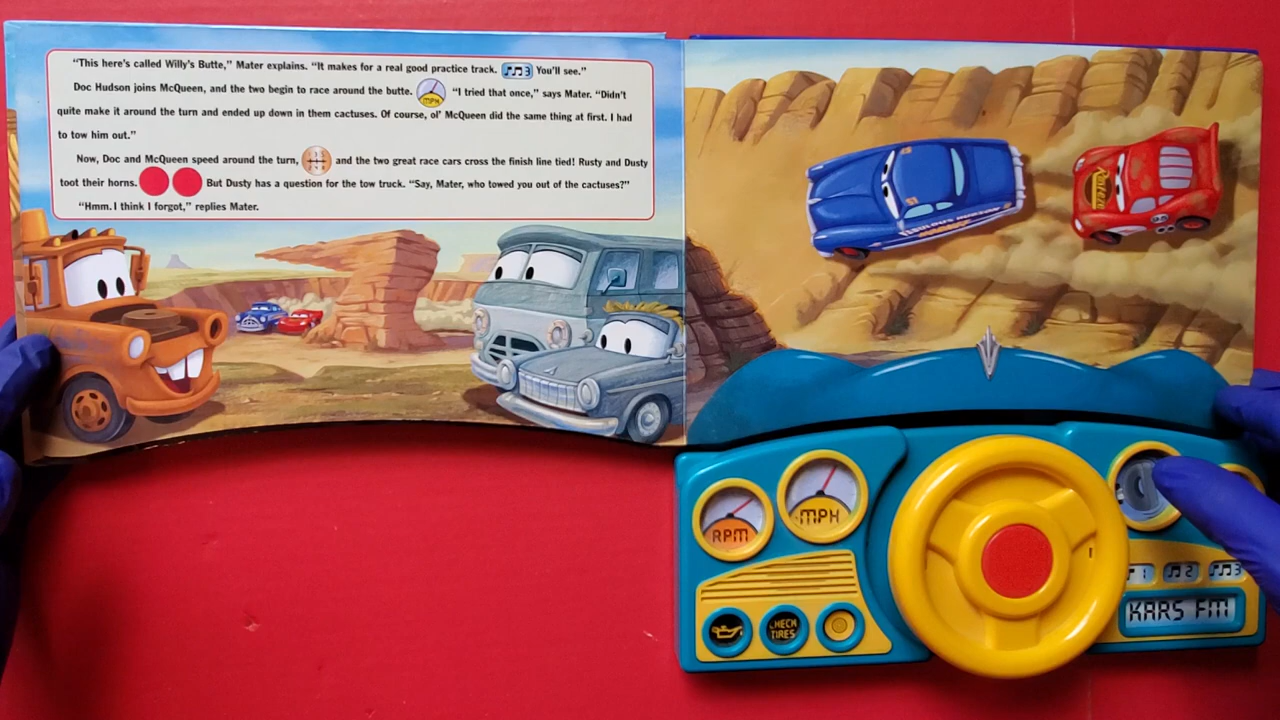 "This here's called Willy's Butte," Mater explains. "It makes for a real good practice track. 3 You'll see."
Doc Hudson joins McQueen, and the two begin to race around the butte. MPH "I tried that once," says Mater. "Didn't
quite make it around the turn and ended up down in them cactuses. Of course, ol' McQueen did the same thing at first. I had
to tow him out."
Now, Doc and McQueen speed around the turn, and the two great race cars cross the finish line tied! Rusty and Dusty
toot their horns. But Dusty has a question for the tow truck. "Say, Mater, who towed you out of the cactuses?"
"Hmm. I think I forgot," replies Mater.
FABULOUS HUDSON
HORNET
RPM
MPH
CHECK
TIRES
1 2 3
KARS FM